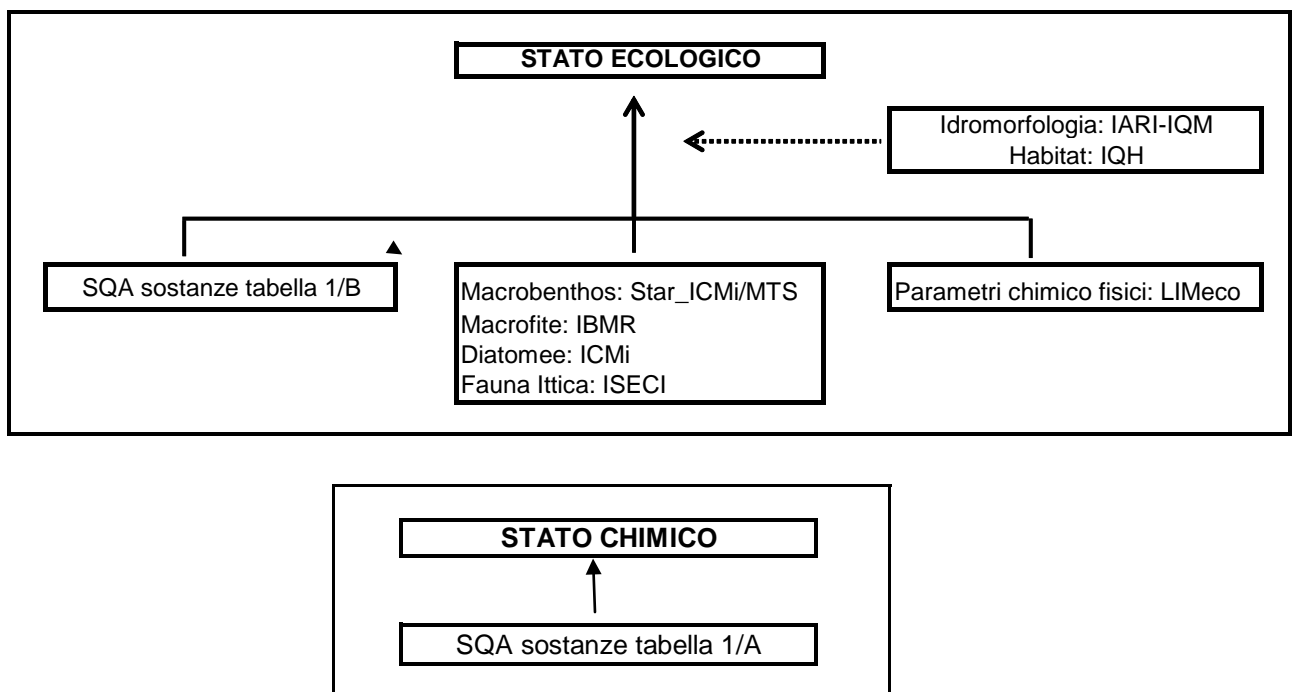 STATO ECOLOGICO
Idromorfologia: IARI-IQM
Habitat: IQH
SQA sostanze tabella 1/B
Macrobenthos: Star_ICMi/MTS
Macrofite: IBMR
Diatomee: ICMi
Fauna Ittica: ISECI
Parametri chimico fisici: LIMeco
STATO CHIMICO
SQA sostanze tabella 1/A